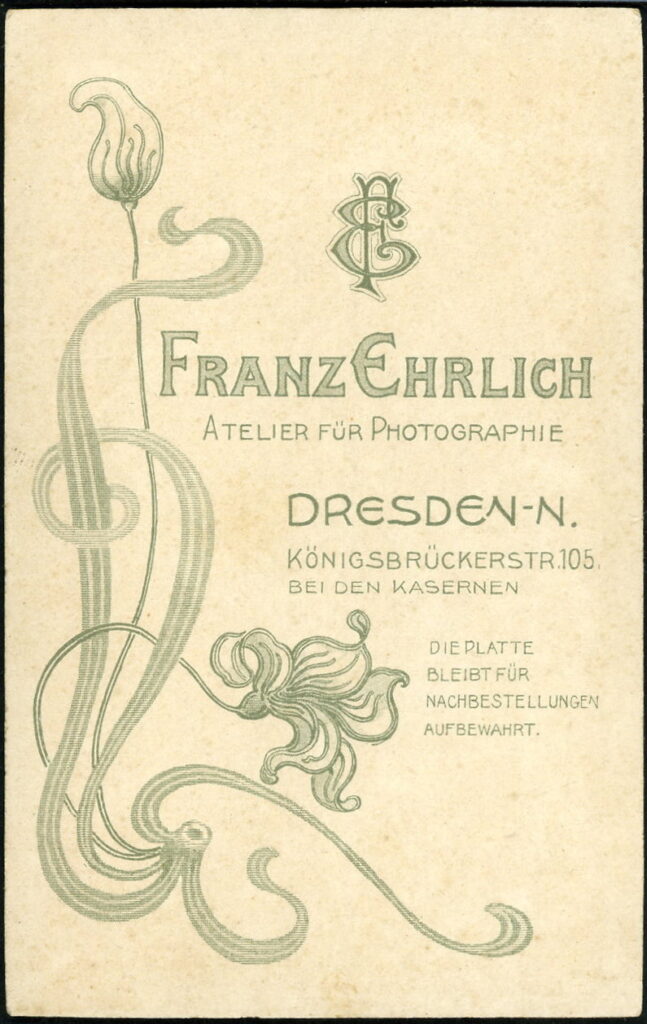 FRANZ EHRLICH
ATELIER FÜR PHOTOGRAPHIE
DRESDEN-N.
KÖNIGSBRÜCKERSTR. 105.
BEI DEN KASERNEN
DIE PLATTE
BLEIBT FÜR
NACHBESTELLUNGEN
AUFBEWAHRT.